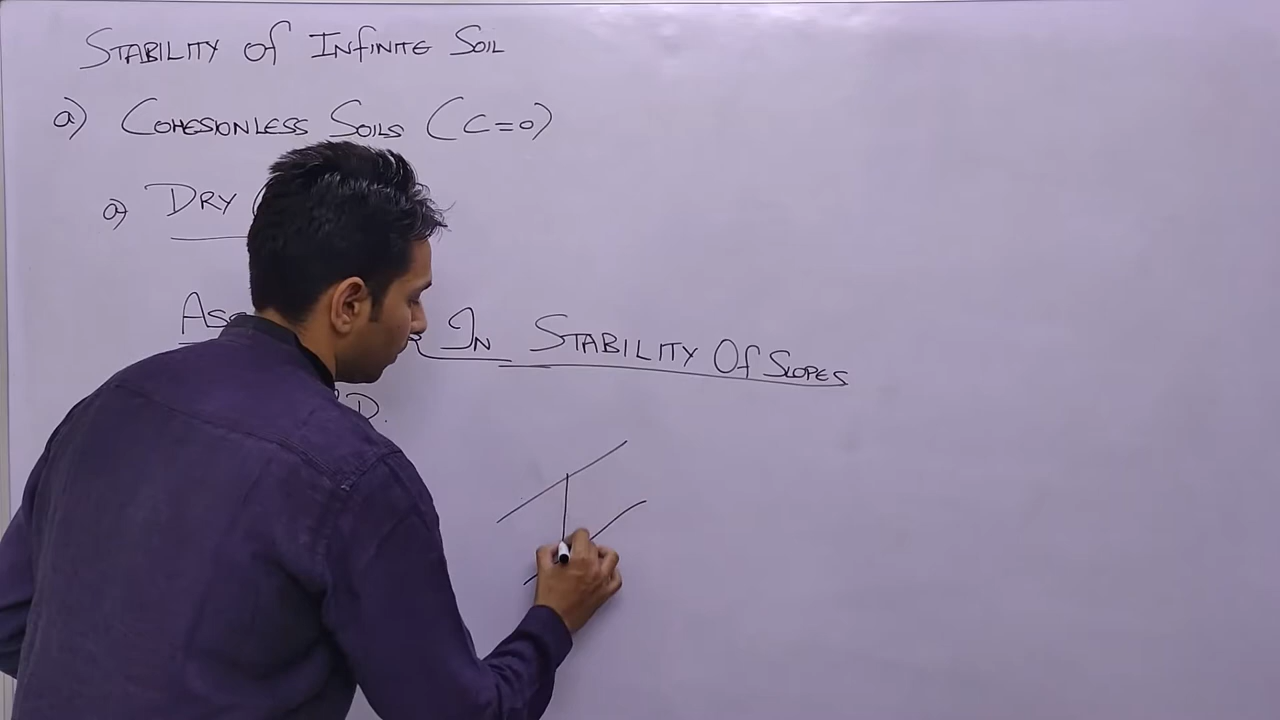 STABILITY Of INFINITE SOIL
a) COHESIONLESS SOILS (C=0)
a) DRY
IN STABILITY Of SLOPES
D.